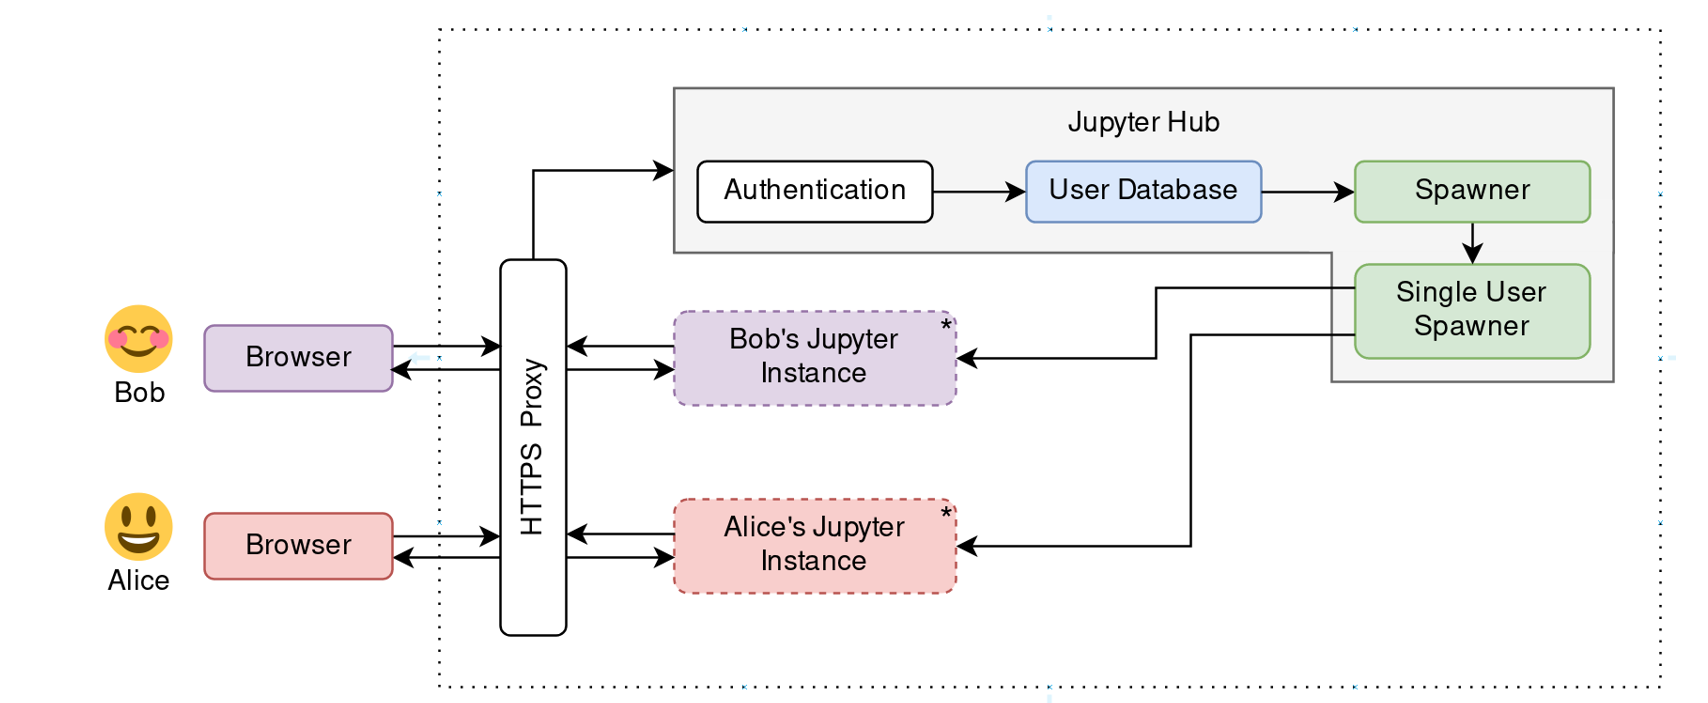 Jupyter Hub
Authentication
User Database
Spawner
Single User
Spawner
Bob
Browser
HTTPS Proxy
Bob's Jupyter
Instance
*
Alice
Browser
Alice's Jupyter
Instance
*